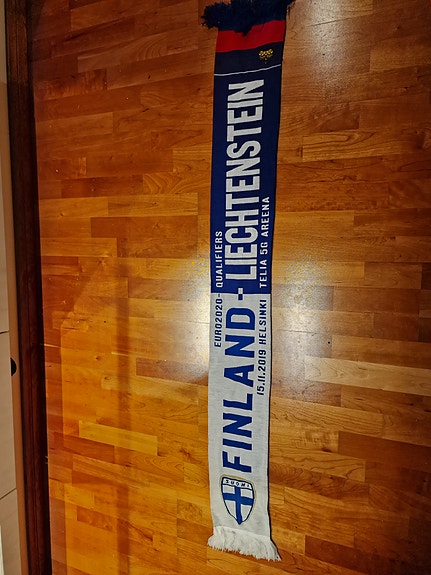 EURO2020-QUALIFIERS
FINLAND-LIECHTENSTEIN
15.11.2019 HELSINKI TELIA 5G AREENA
SUOMI